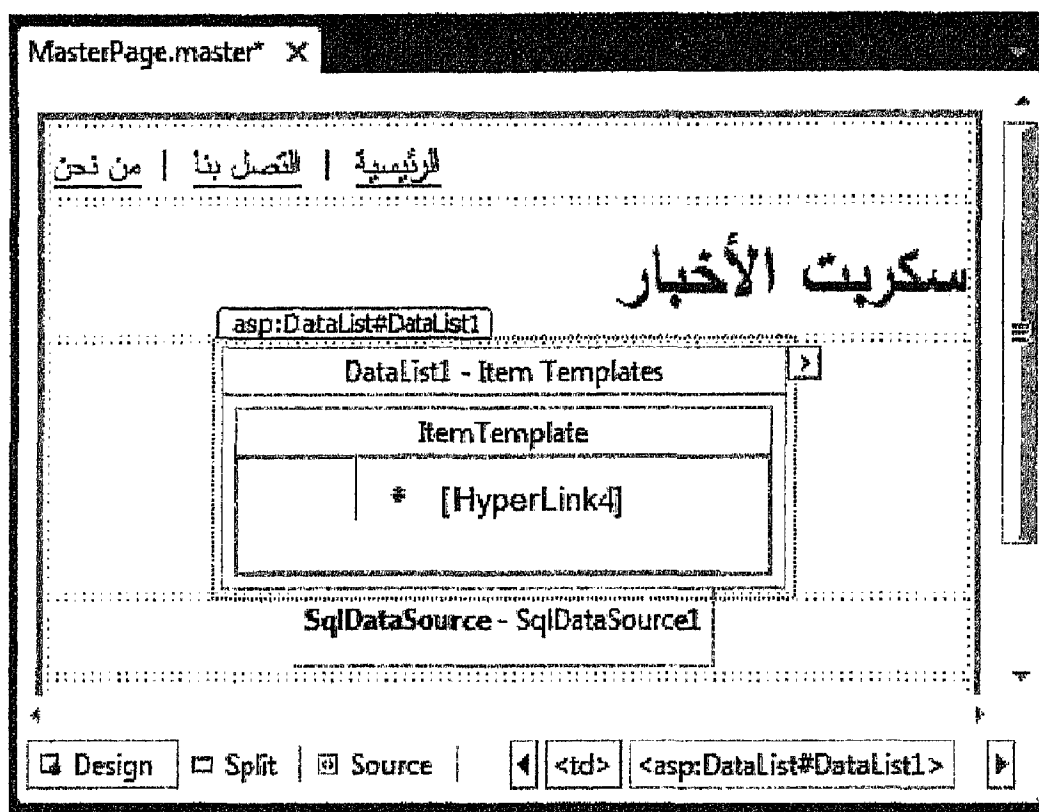 MasterPage.master* X
الرئيسية | التصل بنا | من نحن
سكربت الأخبار
asp:DataList#DataList1
DataList1 - Item Templates
ItemTemplate
* [HyperLink4]
SqlDataSource - SqlDataSource1
Design Split Source <td> <asp:DataList#DataList1>